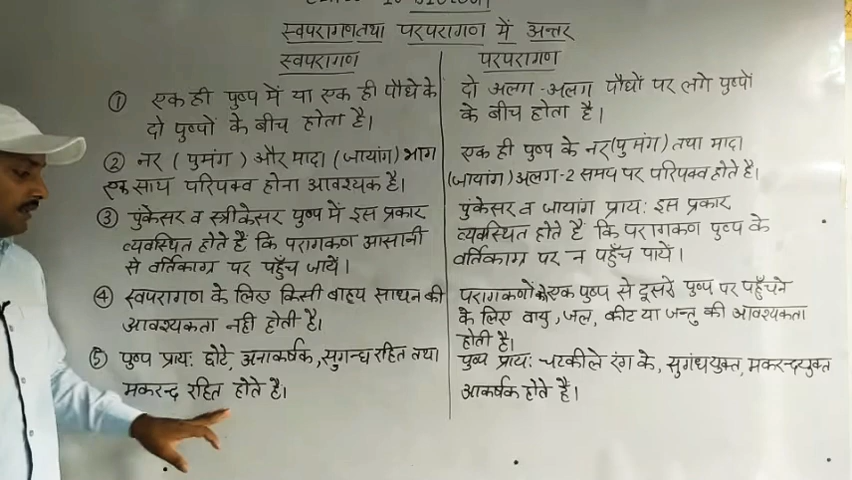 स्वपरागण तथा परपरागण में अन्तर
स्वपरागण
① एक ही पुष्प में या एक ही पौधे के
दो पुष्पों के बीच होता है।
② नर (पुमंग) और मादा (जायांग) भाग
एक साथ परिपक्व होना आवश्यक है।
③ पुंकेसर व स्त्रीकेसर पुष्प में इस प्रकार
व्यवस्थित होते हैं कि परागकण आसानी
से वर्तिकाग्र पर पहुँच जायें।
④ स्वपरागण के लिए किसी बाहय साधन की
आवश्यकता नही होती है।
⑤ पुष्प प्राय: छोटे, अनाकर्षक, सुगन्ध रहित तथा
मकरन्द रहित होते है।
परपरागण
दो अलग-अलग पौधों पर लगे पुष्पों
के बीच होता है।
एक ही पुष्प के नर (पुमंग) तथा मादा
(जायांग) अलग-2 समय पर परिपक्व होते है।
पुंकेसर व जायांग प्राय: इस प्रकार
व्यवस्थित होते हैं कि परागकण पुष्प के
वर्तिकाग्र पर न पहुँच पायें।
परागकणों को एक पुष्प से दूसरे पुष्प पर पहुँचने
के लिए वायु, जल, कीट या जन्तु की आवश्यकता
होती है।
पुष्प प्राय: चटकीले रंग के, सुगंधयुक्त, मकरन्दयुक्त
आकर्षक होते है।